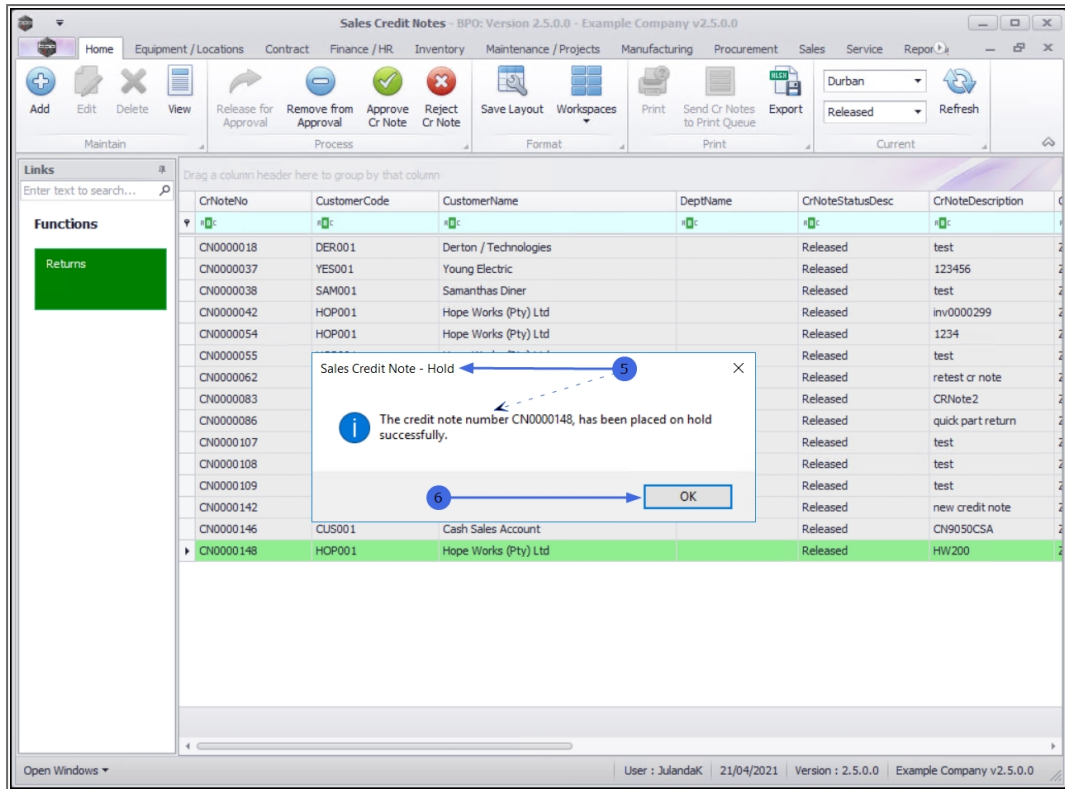 Sales Credit Notes - BPO: Version 2.5.0.0 - Example Company v2.5.0.0
Home Equipment / Locations Contract Finance / HR Inventory Maintenance / Projects Manufacturing Procurement Sales Service Repor
Add Edit Delete View Release for Approval Remove from Approval Approve Cr Note Reject Cr Note Save Layout Workspaces Print Send Cr Notes to Print Queue Export Durban Released Refresh
Maintain Process Format Print Current
Links
Enter text to search...
Functions
Returns
Drag a column header here to group by that column
CrNoteNo CustomerCode CustomerName DeptName CrNoteStatusDesc CrNoteDescription
CN0000018 DER001 Derton / Technologies Released test
CN0000037 YES001 Young Electric Released 123456
CN0000038 SAM001 Samanthas Diner Released test
CN0000042 HOP001 Hope Works (Pty) Ltd Released inv0000299
CN0000054 HOP001 Hope Works (Pty) Ltd Released 1234
CN0000055 Released test
CN0000062 Released retest cr note
CN0000083 Released CRNote2
CN0000086 Released quick part return
CN0000107 Released test
CN0000108 Released test
CN0000109 Released test
CN0000142 Released new credit note
CN0000146 CUS001 Cash Sales Account Released CN9050CSA
CN0000148 HOP001 Hope Works (Pty) Ltd Released HW200
Sales Credit Note - Hold 5
The credit note number CN0000148, has been placed on hold
successfully.
6 OK
Open Windows User : JulandaK 21/04/2021 Version : 2.5.0.0 Example Company v2.5.0.0